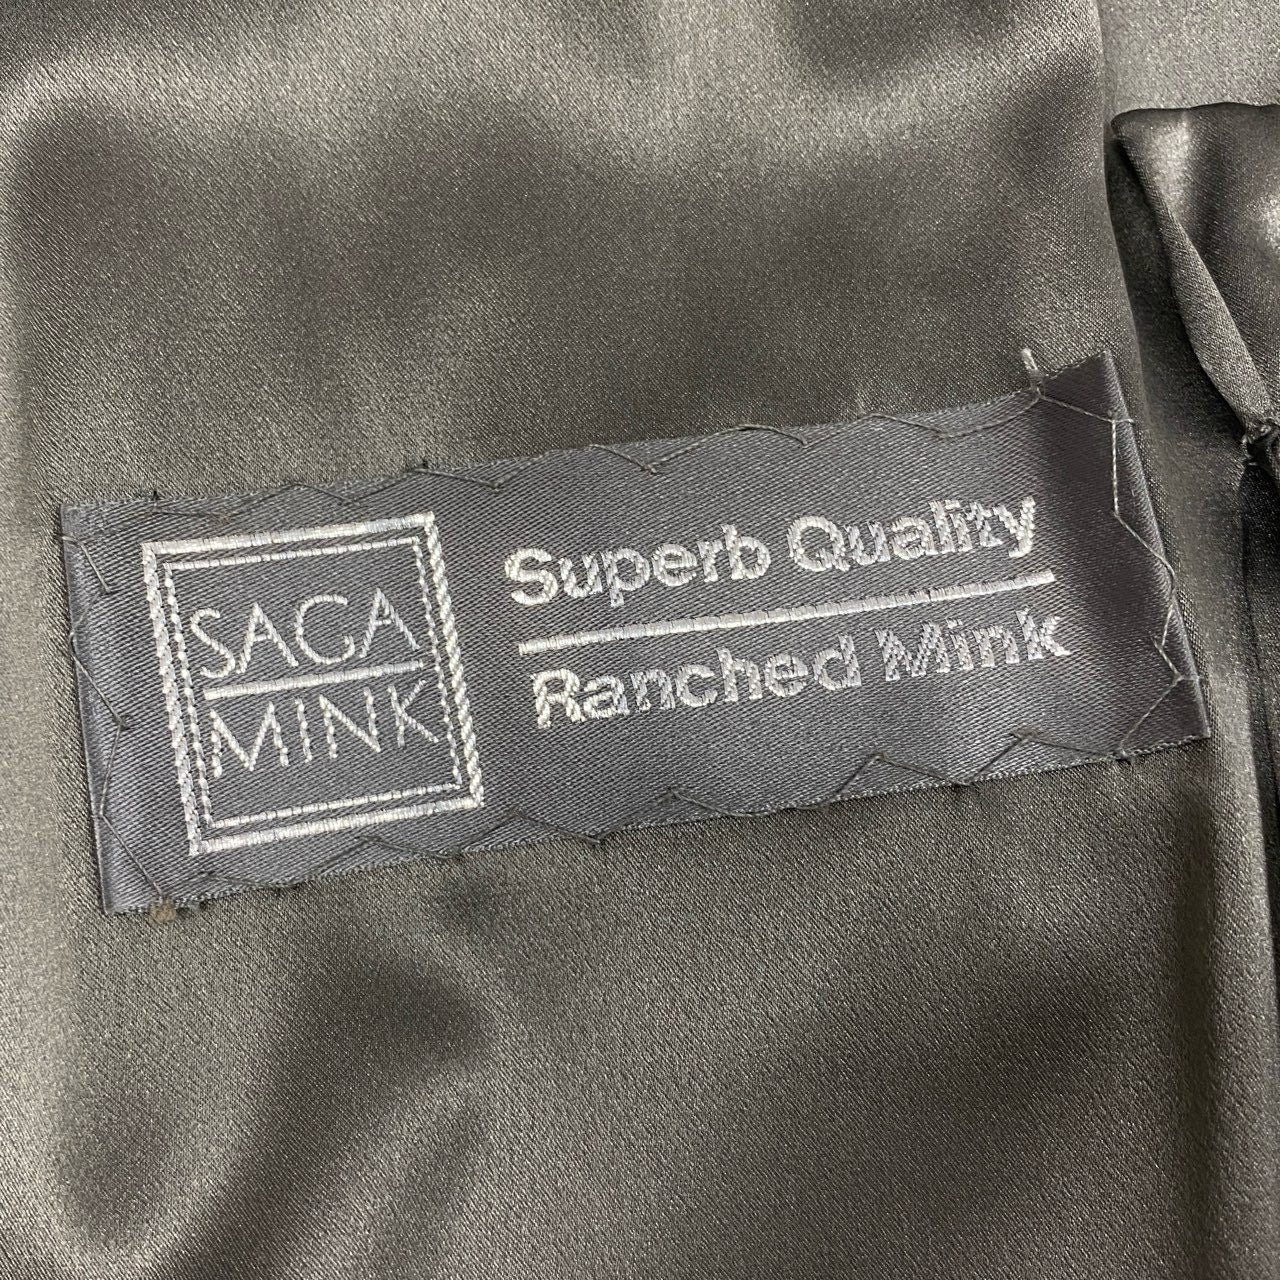 SAGA
MINK
Superb Quality
Ranched Mink